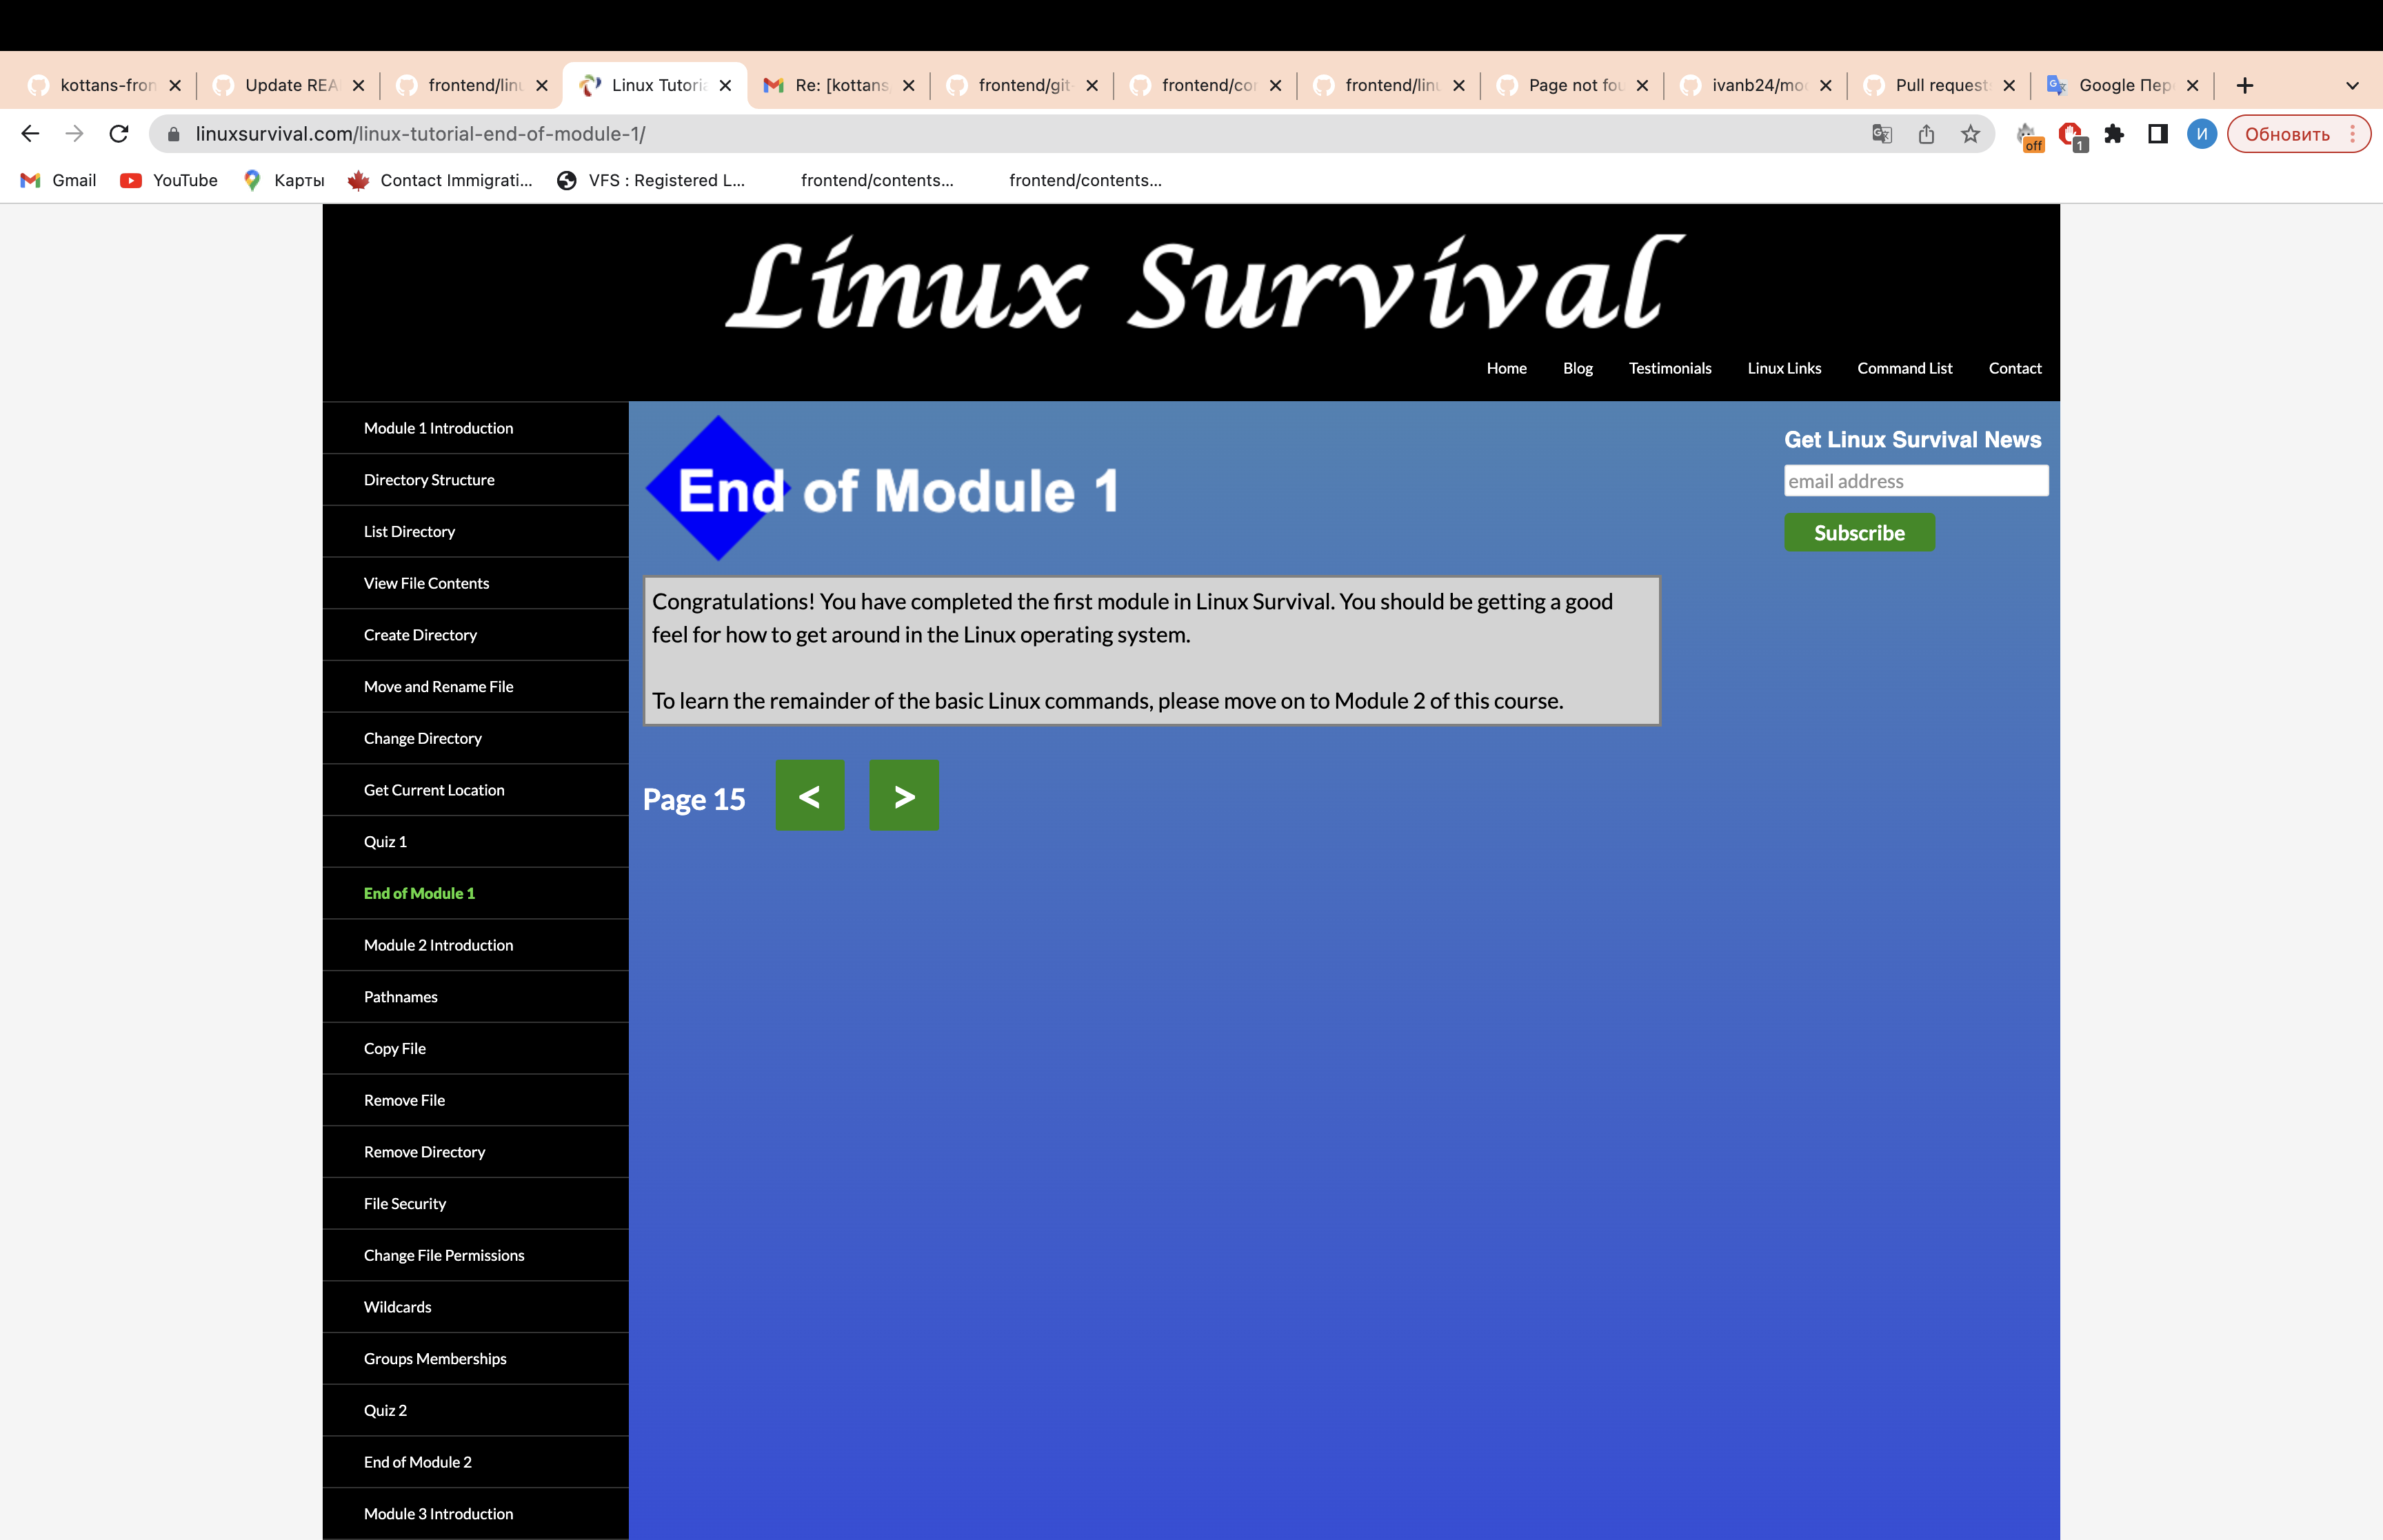 kottans-fron
Update REA
frontend/linu
Linux Tutoria
Re: [kottans
frontend/git-
frontend/cor
frontend/linu
Page not fou
ivanb24/moo
Pull requests
Google Пере
linuxsurvival.com/linux-tutorial-end-of-module-1/
off
1
И
Обновить
Gmail
YouTube
Карты
Contact Immigrati...
VFS : Registered L...
frontend/contents...
frontend/contents...
Linux Survival
Home
Blog
Testimonials
Linux Links
Command List
Contact
Module 1 Introduction
Directory Structure
List Directory
View File Contents
Create Directory
Move and Rename File
Change Directory
Get Current Location
Quiz 1
End of Module 1
Module 2 Introduction
Pathnames
Copy File
Remove File
Remove Directory
File Security
Change File Permissions
Wildcards
Groups Memberships
Quiz 2
End of Module 2
Module 3 Introduction
End of Module 1
Congratulations! You have completed the first module in Linux Survival. You should be getting a good
feel for how to get around in the Linux operating system.
To learn the remainder of the basic Linux commands, please move on to Module 2 of this course.
Page 15
<
>
Get Linux Survival News
email address
Subscribe